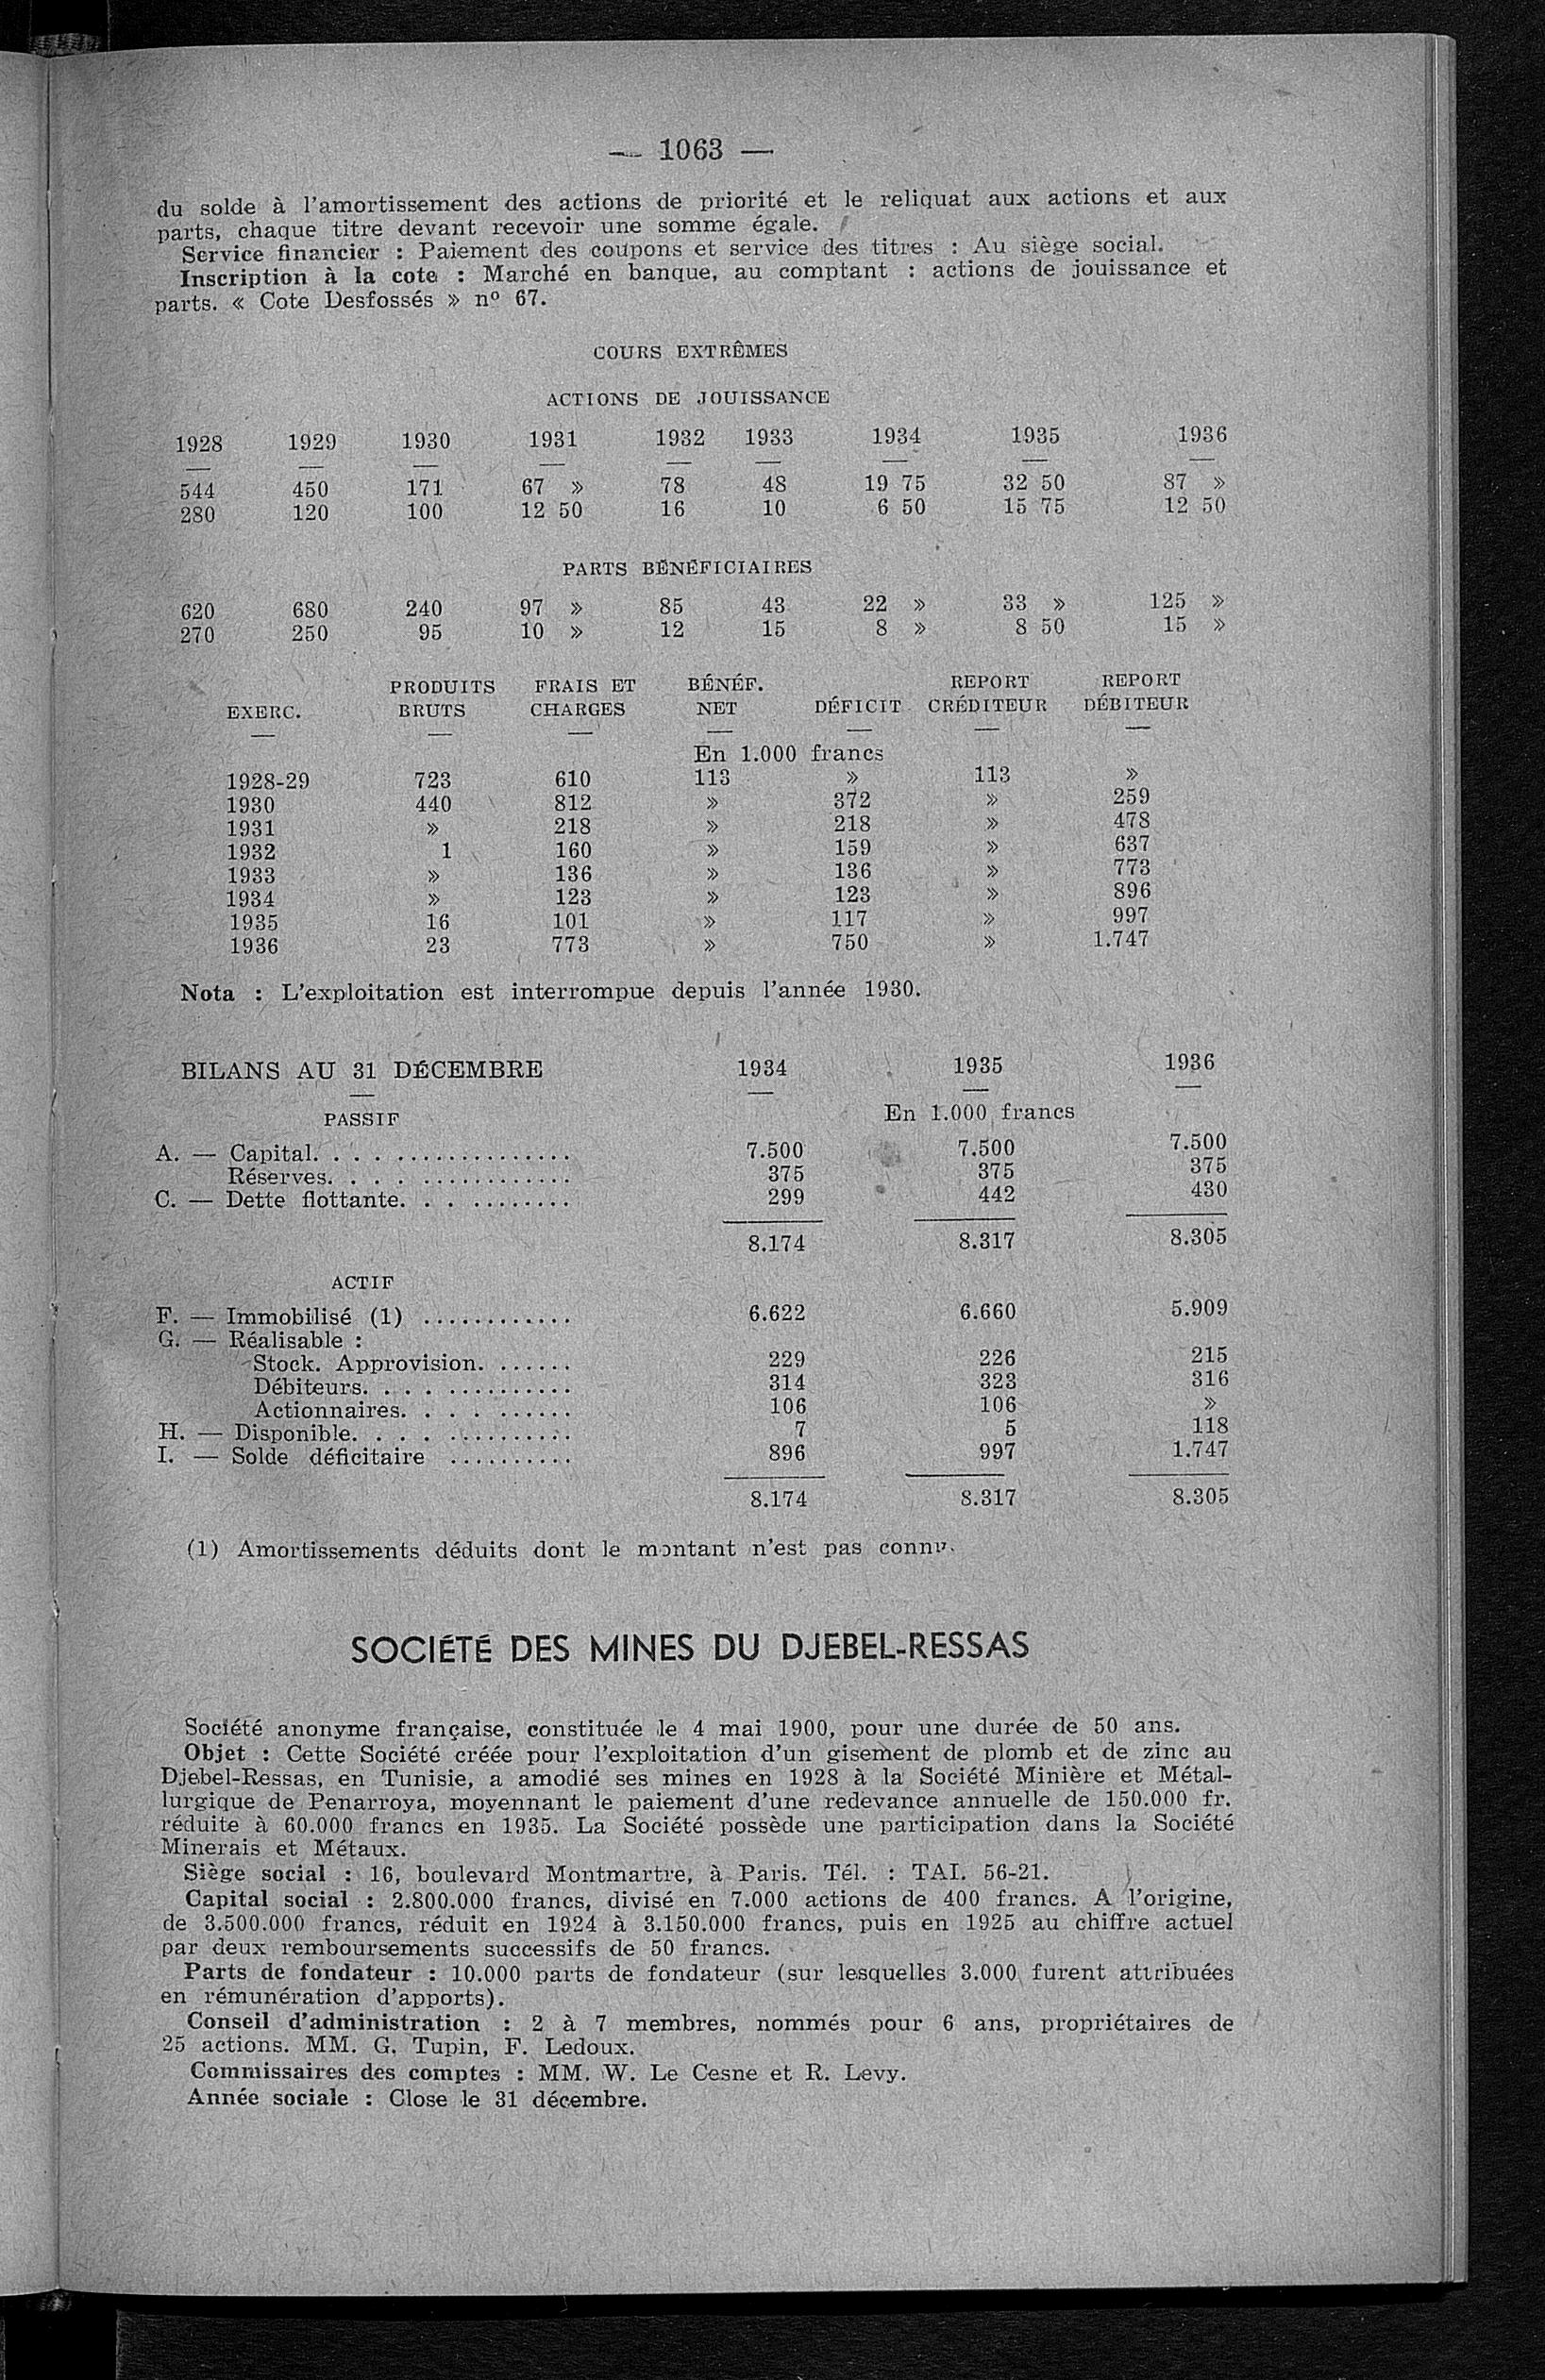 — 1063 —
du solde à l'amortissement des actions de priorité et le reliquat aux actions et aux
parts, chaque titre devant recevoir une somme égale.
Service financier : Paiement des coupons et service des titres : Au siège social.
Inscription à la cote : Marché en banque, au comptant : actions de jouissance et
parts. « Cote Desfossés » nº 67.
COURS EXTRÊMES
ACTIONS DE JOUISSANCE
1928 1929 1930 1931 1932 1933 1934 1935 1936
544 450 171 67 » 78 48 19 75 32 50 87 »
280 120 100 12 50 16 10 6 50 15 75 12 50
PARTS BÉNÉFICIAIRES
620 680 240 97 » 85 43 22 » 33 » 125 »
270 250 95 10 » 12 15 8 » 8 50 15 »
PRODUITS FRAIS ET BÉNÉF. REPORT REPORT
EXERC. BRUTS CHARGES NET DÉFICIT CRÉDITEUR DÉBITEUR
En 1.000 francs
1928-29 723 610 113 » 113 »
1930 440 812 » 372 » 259
1931 » 218 » 218 » 478
1932 1 160 » 159 » 637
1933 » 136 » 136 » 773
1934 » 123 » 123 » 896
1935 16 101 » 117 » 997
1936 23 773 » 750 » 1.747
Nota : L'exploitation est interrompue depuis l'année 1930.
BILANS AU 31 DÉCEMBRE 1934 1935 1936
PASSIF En 1.000 francs
A. — Capital. . . . . . . . . . . . . . . . . . 7.500 7.500 7.500
Réserves. . . . . . . . . . . . . . . . . 375 375 375
C. — Dette flottante. . . . . . . . . . . 299 442 430
8.174 8.317 8.305
ACTIF
F. — Immobilisé (1) ............ 6.622 6.660 5.909
G. — Réalisable :
Stock. Approvision. ...... 229 226 215
Débiteurs. . . . . . . . . . . . . . 314 323 316
Actionnaires. . . . . . . . . . . 106 106 »
H. — Disponible. . . . . . . . . . . . . . 7 5 118
I. — Solde déficitaire .......... 896 997 1.747
8.174 8.317 8.305
(1) Amortissements déduits dont le montant n'est pas connu.
SOCIÉTÉ DES MINES DU DJEBEL-RESSAS
Société anonyme française, constituée le 4 mai 1900, pour une durée de 50 ans.
Objet : Cette Société créée pour l'exploitation d'un gisement de plomb et de zinc au
Djebel-Ressas, en Tunisie, a amodié ses mines en 1928 à la Société Minière et Métal-
lurgique de Penarroya, moyennant le paiement d'une redevance annuelle de 150.000 fr.
réduite à 60.000 francs en 1935. La Société possède une participation dans la Société
Minerais et Métaux.
Siège social : 16, boulevard Montmartre, à Paris. Tél. : TAI. 56-21.
Capital social : 2.800.000 francs, divisé en 7.000 actions de 400 francs. A l'origine,
de 3.500.000 francs, réduit en 1924 à 3.150.000 francs, puis en 1925 au chiffre actuel
par deux remboursements successifs de 50 francs.
Parts de fondateur : 10.000 parts de fondateur (sur lesquelles 3.000 furent attribuées
en rémunération d'apports).
Conseil d'administration : 2 à 7 membres, nommés pour 6 ans, propriétaires de
25 actions. MM. G. Tupin, F. Ledoux.
Commissaires des comptes : MM. W. Le Cesne et R. Levy.
Année sociale : Close le 31 décembre.